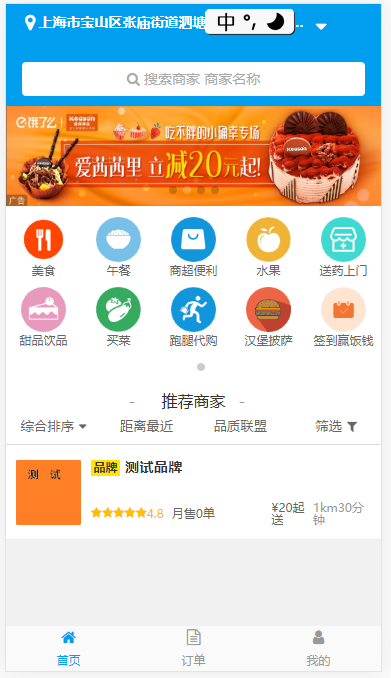 上海市宝山区张庙街道泗塘
中 °,
..
搜索商家 商家名称
饿了么 Kedson
吃不胖的小确幸专场
爱茜茜里 立减20元起!
广告
美食 午餐 商超便利 水果 送药上门
甜品饮品 买菜 跑腿代购 汉堡披萨 签到赢饭钱
- 推荐商家 -
综合排序 距离最近 品质联盟 筛选
测 试
品牌 测试品牌
4.8 月售0单 ¥20起送 1km30分钟
首页 订单 我的